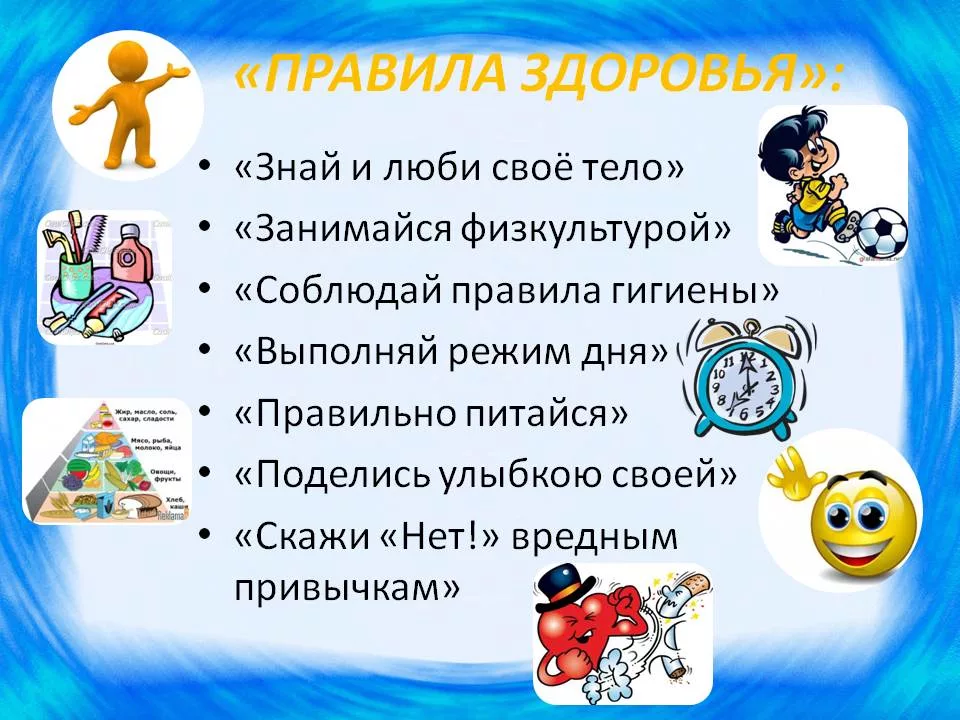 «ПРАВИЛА ЗДОРОВЬЯ»:
• «Знай и люби своё тело»
• «Занимайся физкультурой»
• «Соблюдай правила гигиены»
• «Выполняй режим дня»
• «Правильно питайся»
• «Поделись улыбкою своей»
• «Скажи «Нет!» вредным
привычкам»
Жир, масло, соль,
сахар, сладости
Мясо, рыба,
молоко, яйца
Овощи,
фрукты
Хлеб,
каши